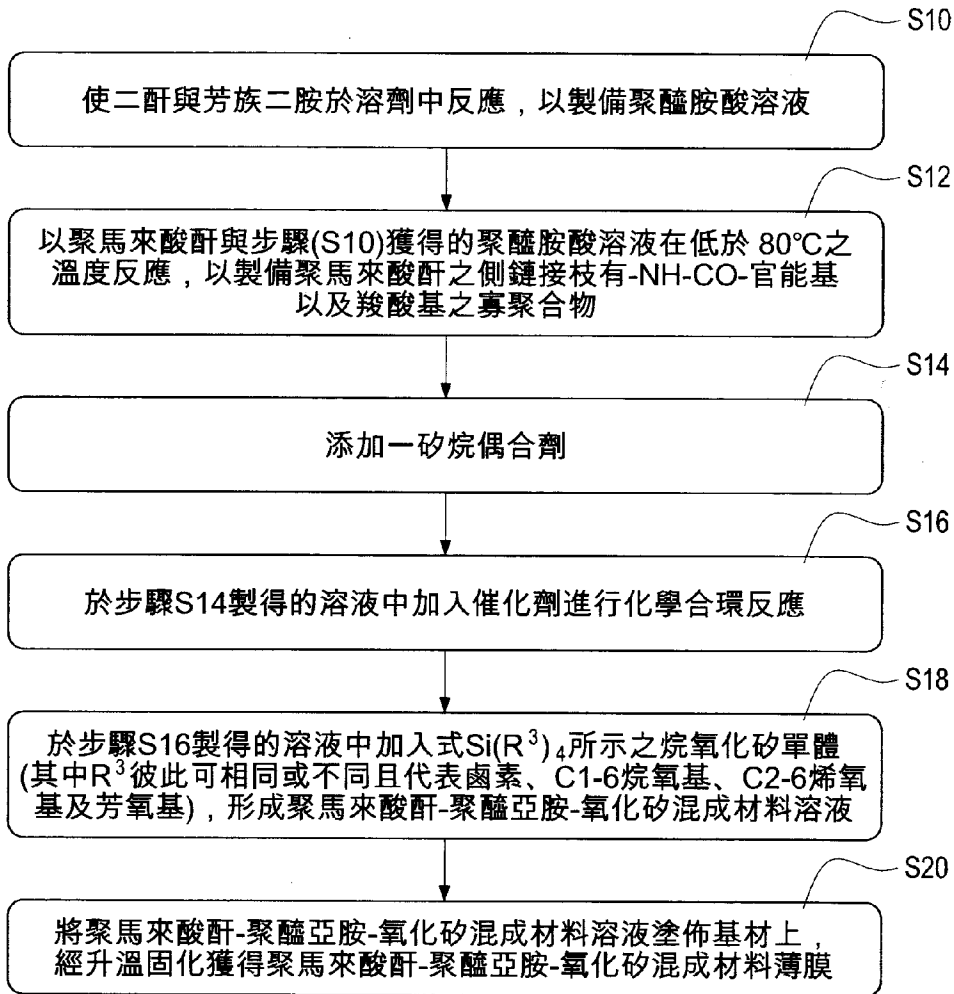 S10
使二酐與芳族二胺於溶劑中反應，以製備聚醯胺酸溶液
S12
以聚馬來酸酐與步驟(S10)獲得的聚醯胺酸溶液在低於 80℃之
溫度反應，以製備聚馬來酸酐之側鏈接枝有-NH-CO-官能基
以及羧酸基之寡聚合物
S14
添加一矽烷偶合劑
S16
於步驟S14製得的溶液中加入催化劑進行化學合環反應
S18
於步驟S16製得的溶液中加入式Si(R³)₄所示之烷氧化矽單體
(其中R³彼此可相同或不同且代表鹵素、C1-6烷氧基、C2-6烯氧
基及芳氧基)，形成聚馬來酸酐-聚醯亞胺-氧化矽混成材料溶液
S20
將聚馬來酸酐-聚醯亞胺-氧化矽混成材料溶液塗佈基材上，
經升溫固化獲得聚馬來酸酐-聚醯亞胺-氧化矽混成材料薄膜